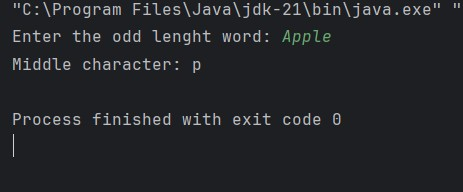 "C:\Program Files\Java\jdk-21\bin\java.exe" "
Enter the odd lenght word: Apple
Middle character: p
Process finished with exit code 0